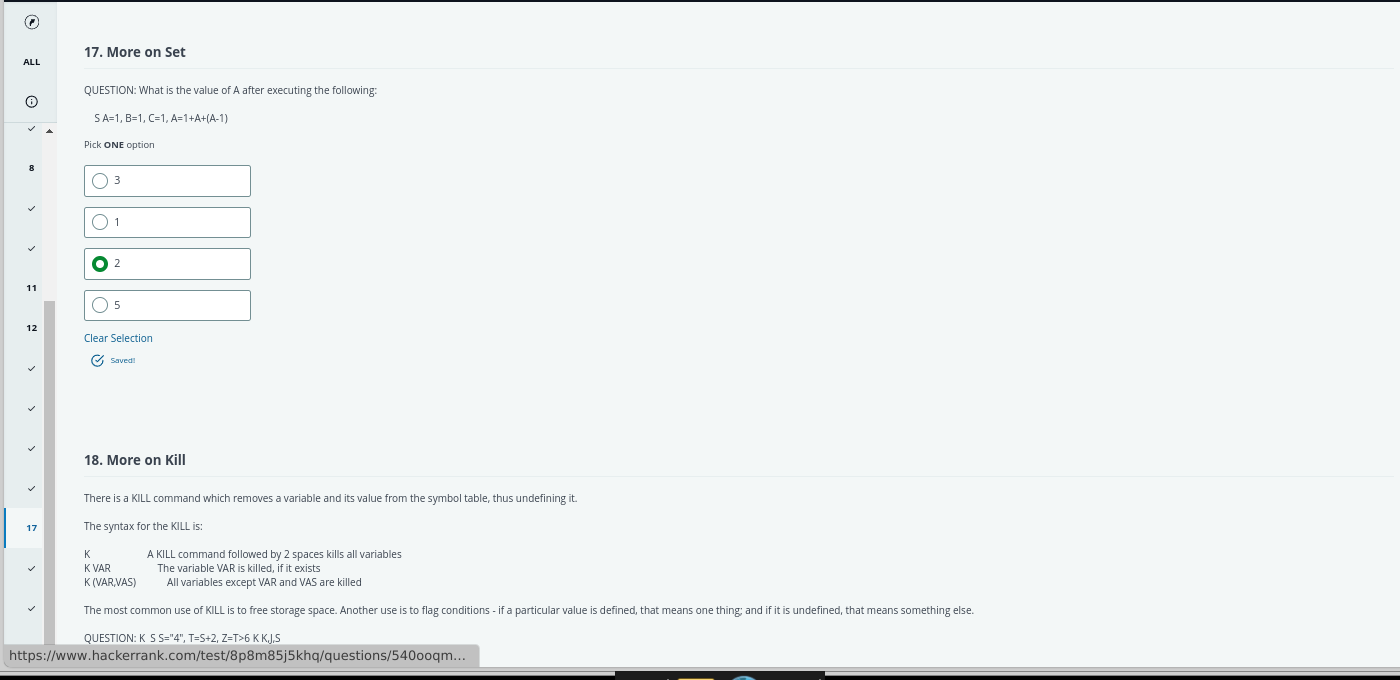 17. More on Set
ALL
QUESTION: What is the value of A after executing the following:
S A=1, B=1, C=1, A=1+A+(A-1)
Pick ONE option
8
3
1
2
11
5
12
Clear Selection
Saved!
18. More on Kill
There is a KILL command which removes a variable and its value from the symbol table, thus undefining it.
17
The syntax for the KILL is:
K A KILL command followed by 2 spaces kills all variables
K VAR The variable VAR is killed, if it exists
K (VAR,VAS) All variables except VAR and VAS are killed
The most common use of KILL is to free storage space. Another use is to flag conditions - if a particular value is defined, that means one thing; and if it is undefined, that means something else.
QUESTION: K  S S="4", T=S+2, Z=T>6 K K,J,S
https://www.hackerrank.com/test/8p8m85j5khq/questions/540ooqm...